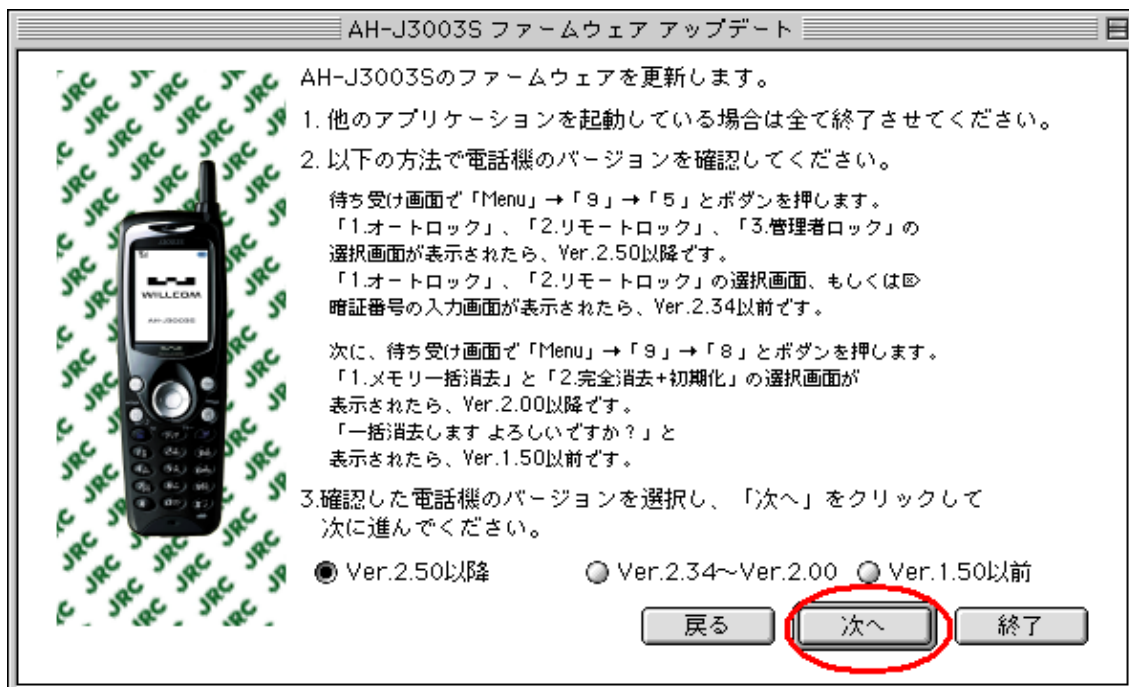 AH-J3003S ファームウェア アップデート
AH-J3003Sのファームウェアを更新します。
1. 他のアプリケーションを起動している場合は全て終了させてください。
2. 以下の方法で電話機のバージョンを確認してください。
待ち受け画面で「Menu」→「9」→「5」とボタンを押します。
「1.オートロック」、「2.リモートロック」、「3.管理者ロック」の
選択画面が表示されたら、Ver.2.50以降です。
「1.オートロック」、「2.リモートロック」の選択画面、もしくは
暗証番号の入力画面が表示されたら、Ver.2.34以前です。
次に、待ち受け画面で「Menu」→「9」→「8」とボタンを押します。
「1.メモリ一括消去」と「2.完全消去+初期化」の選択画面が
表示されたら、Ver.2.00以降です。
「一括消去します よろしいですか？」と
表示されたら、Ver.1.50以前です。
3.確認した電話機のバージョンを選択し、「次へ」をクリックして
次に進んでください。
Ver.2.50以降 Ver.2.34～Ver.2.00 Ver.1.50以前
戻る 次へ 終了
JRC
WILLCOM
AH-J3003S